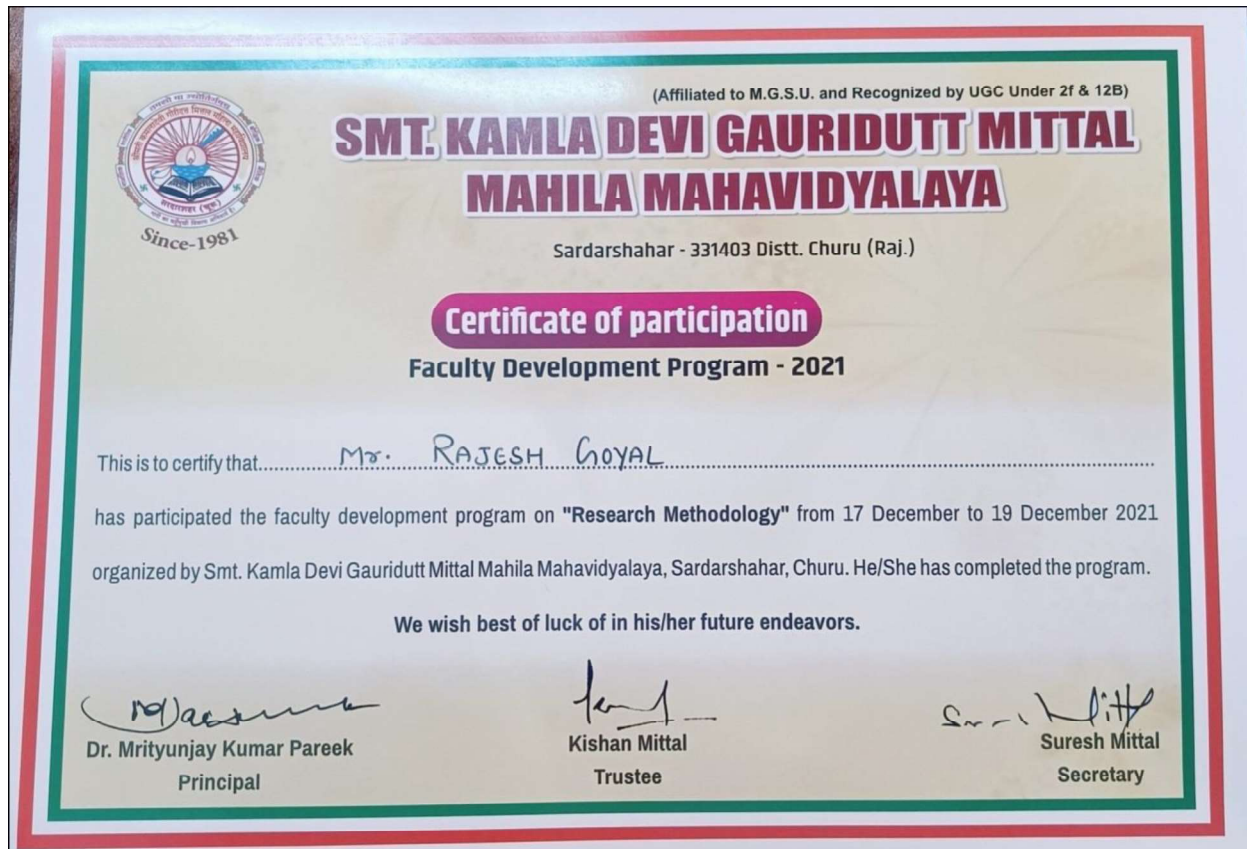 (Affiliated to M.G.S.U. and Recognized by UGC Under 2f & 12B)
SMT. KAMLA DEVI GAURIDUTT MITTAL
MAHILA MAHAVIDYALAYA
Since-1981
Sardarshahar - 331403 Distt. Churu (Raj.)
Certificate of participation
Faculty Development Program - 2021
This is to certify that.............Mr. RAJESH GOYAL.............
has participated the faculty development program on "Research Methodology" from 17 December to 19 December 2021
organized by Smt. Kamla Devi Gauridutt Mittal Mahila Mahavidyalaya, Sardarshahar, Churu. He/She has completed the program.
We wish best of luck of in his/her future endeavors.
Dr. Mrityunjay Kumar Pareek
Principal
Kishan Mittal
Trustee
Suresh Mittal
Secretary